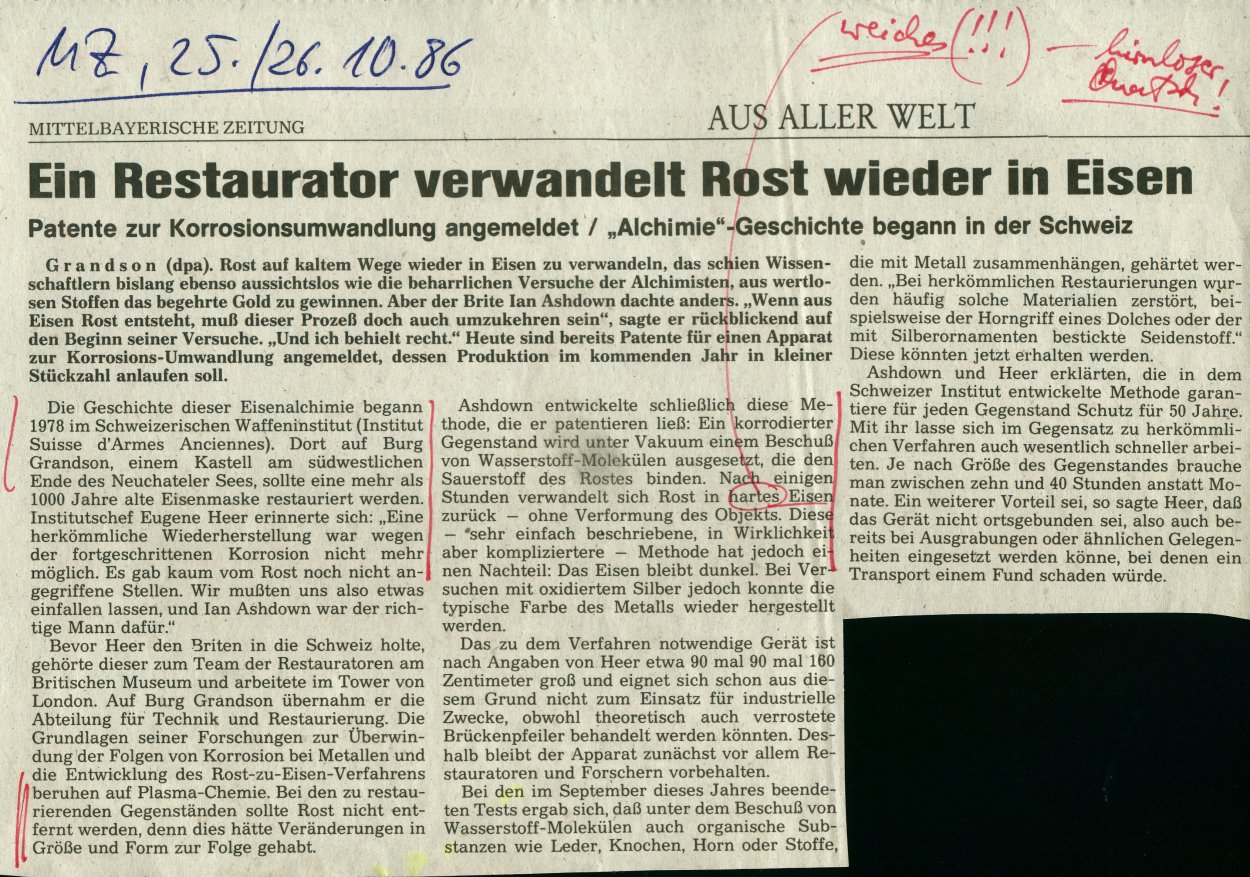 MZ, 25./26.10.86
weiches (!!!) — hirnloser
Quatsch!
MITTELBAYERISCHE ZEITUNG
AUS ALLER WELT
Ein Restaurator verwandelt Rost wieder in Eisen
Patente zur Korrosionsumwandlung angemeldet / „Alchimie“-Geschichte begann in der Schweiz
Grandson (dpa). Rost auf kaltem Wege wieder in Eisen zu verwandeln, das schien Wissen-
schaftlern bislang ebenso aussichtslos wie die beharrlichen Versuche der Alchimisten, aus wertlo-
sen Stoffen das begehrte Gold zu gewinnen. Aber der Brite Ian Ashdown dachte anders. „Wenn aus
Eisen Rost entsteht, muß dieser Prozeß doch auch umzukehren sein“, sagte er rückblickend auf
den Beginn seiner Versuche. „Und ich behielt recht.“ Heute sind bereits Patente für einen Apparat
zur Korrosions-Umwandlung angemeldet, dessen Produktion im kommenden Jahr in kleiner
Stückzahl anlaufen soll.
Die Geschichte dieser Eisenalchimie begann
1978 im Schweizerischen Waffeninstitut (Institut
Suisse d'Armes Anciennes). Dort auf Burg
Grandson, einem Kastell am südwestlichen
Ende des Neuchateler Sees, sollte eine mehr als
1000 Jahre alte Eisenmaske restauriert werden.
Institutschef Eugene Heer erinnerte sich: „Eine
herkömmliche Wiederherstellung war wegen
der fortgeschrittenen Korrosion nicht mehr
möglich. Es gab kaum vom Rost noch nicht an-
gegriffene Stellen. Wir mußten uns also etwas
einfallen lassen, und Ian Ashdown war der rich-
tige Mann dafür.“
Bevor Heer den Briten in die Schweiz holte,
gehörte dieser zum Team der Restauratoren am
Britischen Museum und arbeitete im Tower von
London. Auf Burg Grandson übernahm er die
Abteilung für Technik und Restaurierung. Die
Grundlagen seiner Forschungen zur Überwin-
dung der Folgen von Korrosion bei Metallen und
die Entwicklung des Rost-zu-Eisen-Verfahrens
beruhen auf Plasma-Chemie. Bei den zu restau-
rierenden Gegenständen sollte Rost nicht ent-
fernt werden, denn dies hätte Veränderungen in
Größe und Form zur Folge gehabt.
Ashdown entwickelte schließlich diese Me-
thode, die er patentieren ließ: Ein korrodierter
Gegenstand wird unter Vakuum einem Beschuß
von Wasserstoff-Molekülen ausgesetzt, die den
Sauerstoff des Rostes binden. Nach einigen
Stunden verwandelt sich Rost in hartes Eisen
zurück — ohne Verformung des Objekts. Diese
— sehr einfach beschriebene, in Wirklichkeit
aber kompliziertere — Methode hat jedoch ei-
nen Nachteil: Das Eisen bleibt dunkel. Bei Ver-
suchen mit oxidiertem Silber jedoch konnte die
typische Farbe des Metalls wieder hergestellt
werden.
Das zu dem Verfahren notwendige Gerät ist
nach Angaben von Heer etwa 90 mal 90 mal 160
Zentimeter groß und eignet sich schon aus die-
sem Grund nicht zum Einsatz für industrielle
Zwecke, obwohl theoretisch auch verrostete
Brückenpfeiler behandelt werden könnten. Des-
halb bleibt der Apparat zunächst vor allem Re-
stauratoren und Forschern vorbehalten.
Bei den im September dieses Jahres beende-
ten Tests ergab sich, daß unter dem Beschuß von
Wasserstoff-Molekülen auch organische Sub-
stanzen wie Leder, Knochen, Horn oder Stoffe,
die mit Metall zusammenhängen, gehärtet wer-
den. „Bei herkömmlichen Restaurierungen wur-
den häufig solche Materialien zerstört, bei-
spielsweise der Horngriff eines Dolches oder der
mit Silberornamenten bestickte Seidenstoff.“
Diese könnten jetzt erhalten werden.
Ashdown und Heer erklärten, die in dem
Schweizer Institut entwickelte Methode garan-
tiere für jeden Gegenstand Schutz für 50 Jahre.
Mit ihr lasse sich im Gegensatz zu herkömmli-
chen Verfahren auch wesentlich schneller arbei-
ten. Je nach Größe des Gegenstandes brauche
man zwischen zehn und 40 Stunden anstatt Mo-
nate. Ein weiterer Vorteil sei, so sagte Heer, daß
das Gerät nicht ortsgebunden sei, also auch be-
reits bei Ausgrabungen oder ähnlichen Gelegen-
heiten eingesetzt werden könne, bei denen ein
Transport einem Fund schaden würde.